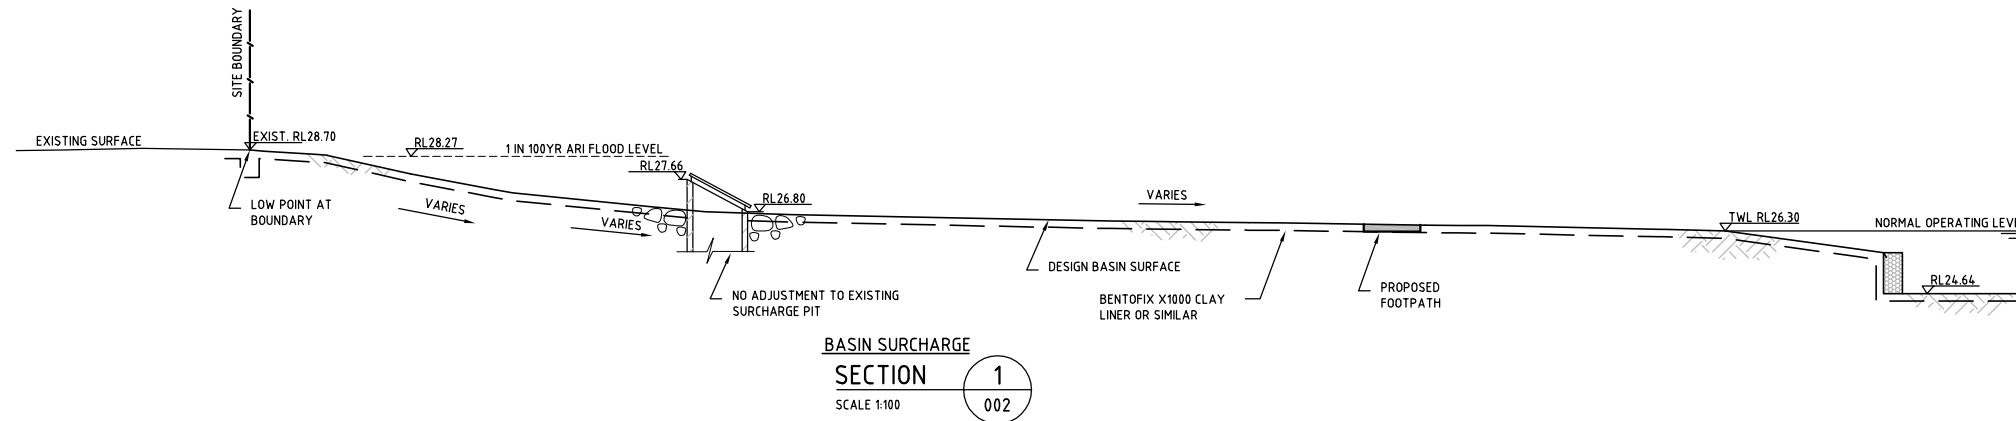 SITE BOUNDARY
EXISTING SURFACE
EXIST. RL28.70
LOW POINT AT
BOUNDARY
RL28.27
1 IN 100YR ARI FLOOD LEVEL
VARIES
VARIES
RL27.66
RL26.80
NO ADJUSTMENT TO EXISTING
SURCHARGE PIT
VARIES
DESIGN BASIN SURFACE
BENTOFIX X1000 CLAY
LINER OR SIMILAR
PROPOSED
FOOTPATH
TWL RL26.30
NORMAL OPERATING LEVE
RL24.64
BASIN SURCHARGE
SECTION
1
SCALE 1:100
002